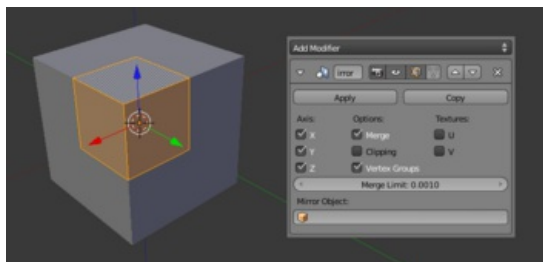 Add Modifier
irror
Apply Copy
Axis: Options: Textures:
X Merge U
Y Clipping V
Z Vertex Groups
Merge Limit: 0.0010
Mirror Object: